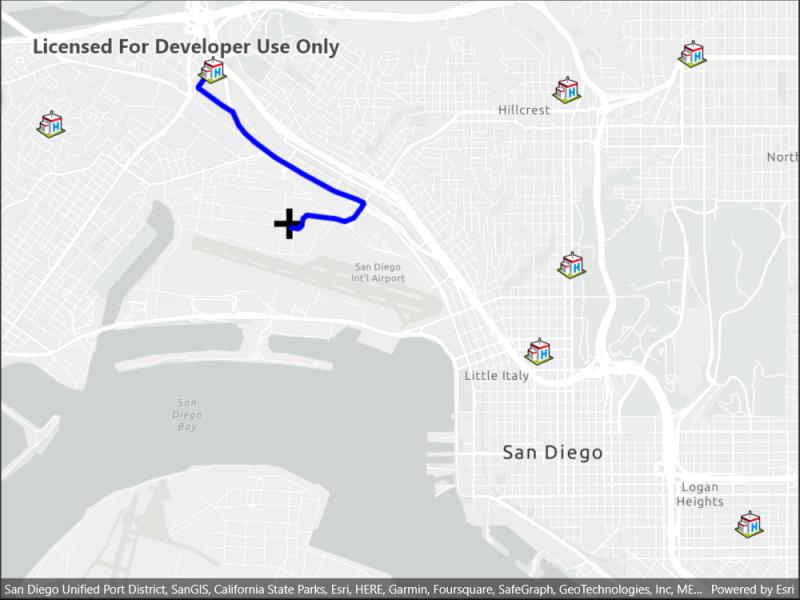 Licensed For Developer Use Only
H
H
H
H
Hillcrest
North
H
San Diego
Int'l Airport
H
Little Italy
San
Diego
Bay
San Diego
Logan
Heights
H
San Diego Unified Port District, SanGIS, California State Parks, Esri, HERE, Garmin, Foursquare, SafeGraph, GeoTechnologies, Inc, ME... Powered by Esri